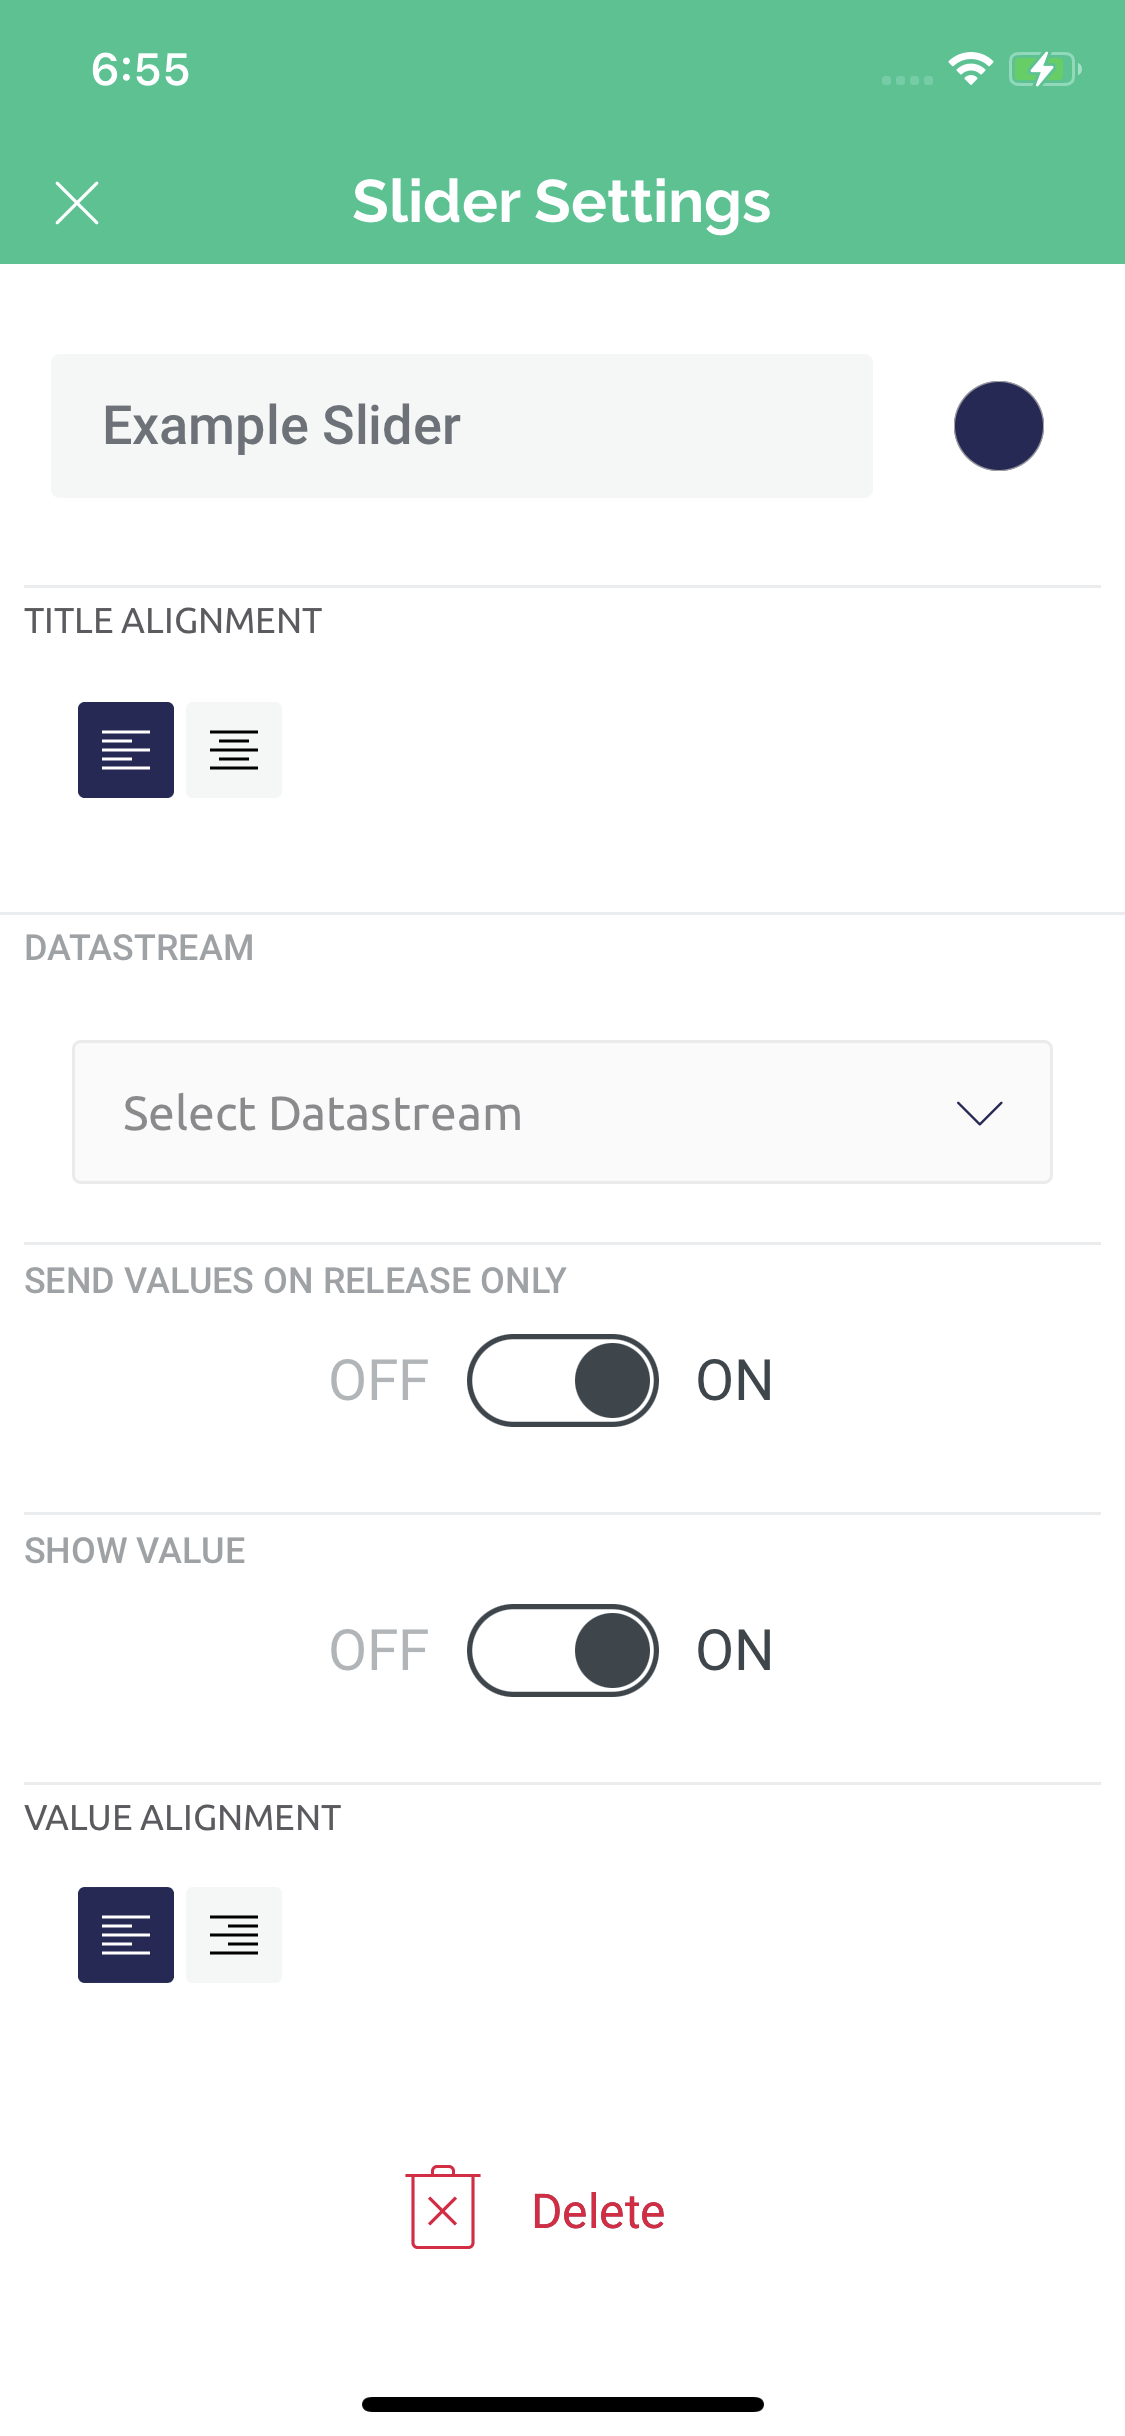 6:55
Slider Settings
Example Slider
TITLE ALIGNMENT
DATASTREAM
Select Datastream
SEND VALUES ON RELEASE ONLY
OFF ON
SHOW VALUE
OFF ON
VALUE ALIGNMENT
Delete